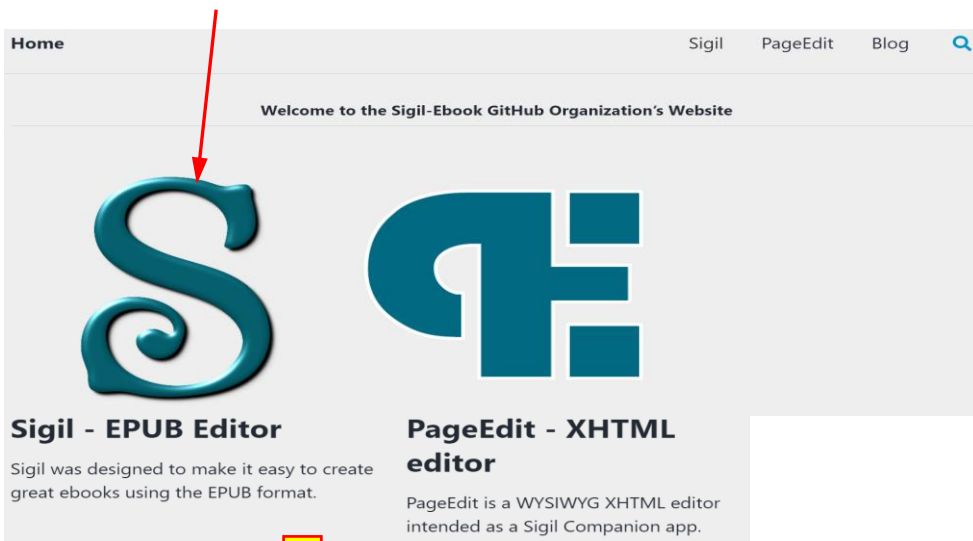 Home Sigil PageEdit Blog
Welcome to the Sigil-Ebook GitHub Organization's Website
Sigil - EPUB Editor
Sigil was designed to make it easy to create
great ebooks using the EPUB format.
PageEdit - XHTML
editor
PageEdit is a WYSIWYG XHTML editor
intended as a Sigil Companion app.